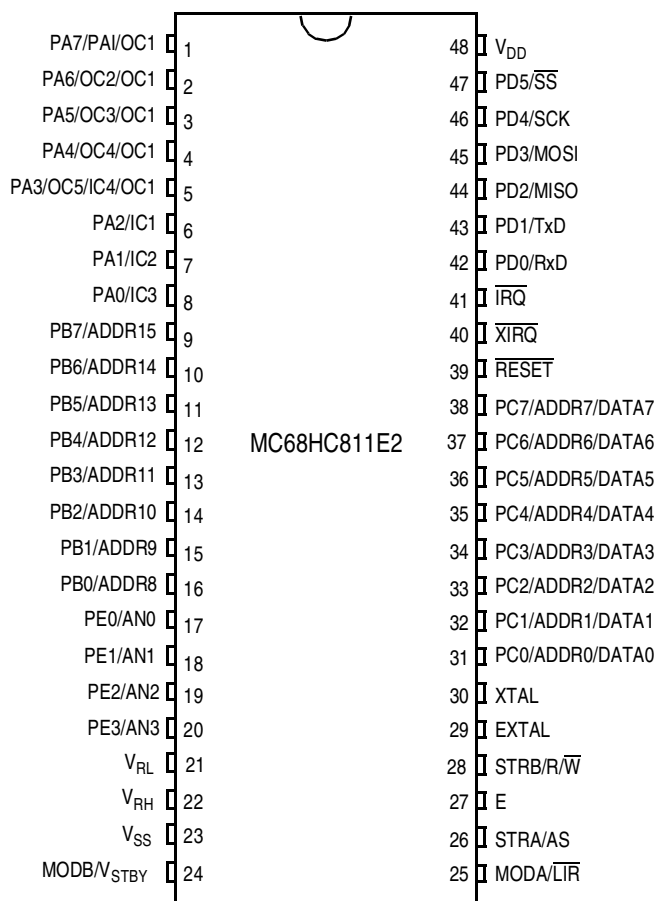 PA7/PAI/OC1 1 48 VDD
PA6/OC2/OC1 2 47 PD5/S̅S̅
PA5/OC3/OC1 3 46 PD4/SCK
PA4/OC4/OC1 4 45 PD3/MOSI
PA3/OC5/IC4/OC1 5 44 PD2/MISO
PA2/IC1 6 43 PD1/TxD
PA1/IC2 7 42 PD0/RxD
PA0/IC3 8 41 I̅R̅Q̅
PB7/ADDR15 9 40 X̅I̅R̅Q̅
PB6/ADDR14 10 39 R̅E̅S̅E̅T̅
PB5/ADDR13 11 38 PC7/ADDR7/DATA7
PB4/ADDR12 12 MC68HC811E2 37 PC6/ADDR6/DATA6
PB3/ADDR11 13 36 PC5/ADDR5/DATA5
PB2/ADDR10 14 35 PC4/ADDR4/DATA4
PB1/ADDR9 15 34 PC3/ADDR3/DATA3
PB0/ADDR8 16 33 PC2/ADDR2/DATA2
PE0/AN0 17 32 PC1/ADDR1/DATA1
PE1/AN1 18 31 PC0/ADDR0/DATA0
PE2/AN2 19 30 XTAL
PE3/AN3 20 29 EXTAL
VRL 21 28 STRB/R/W̅
VRH 22 27 E
VSS 23 26 STRA/AS
MODB/VSTBY 24 25 MODA/L̅I̅R̅